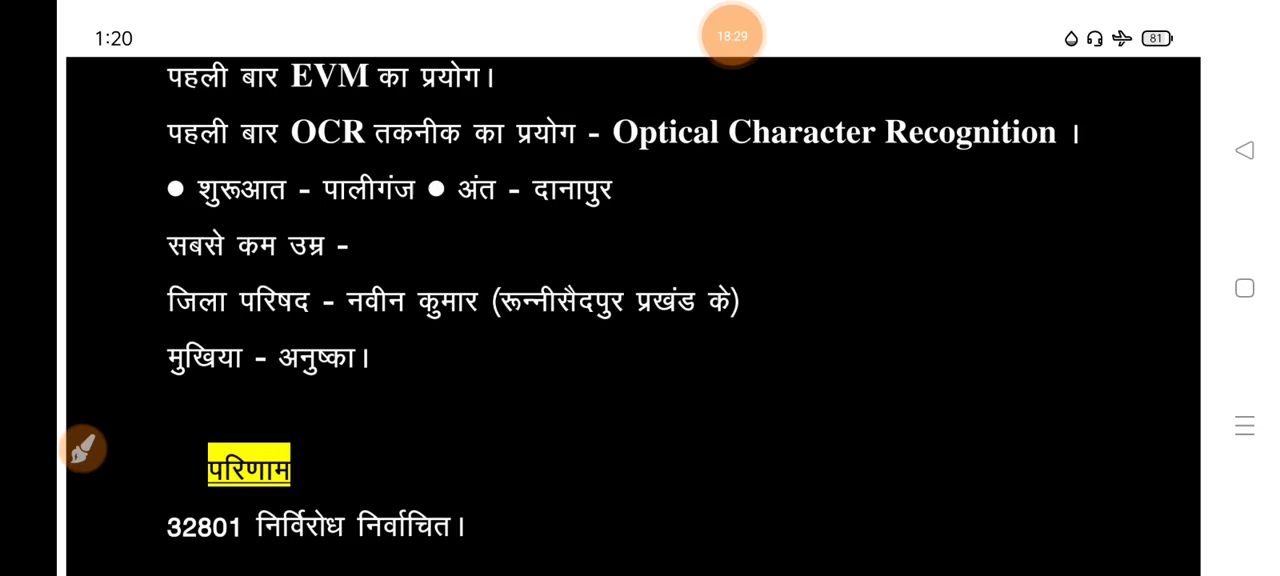 1:20
18:29
81
पहली बार EVM का प्रयोग।
पहली बार OCR तकनीक का प्रयोग - Optical Character Recognition ।
● शुरूआत - पालीगंज ● अंत - दानापुर
सबसे कम उम्र -
जिला परिषद - नवीन कुमार (रून्नीसैदपुर प्रखंड के)
मुखिया - अनुष्का।
परिणाम
32801 निर्विरोध निर्वाचित।